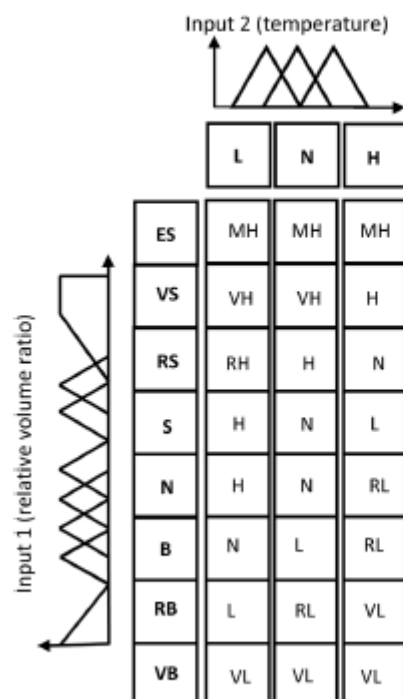 Input 2 (temperature)
L N H
ES MH MH MH
VS VH VH H
RS RH H N
S H N L
N H N RL
B N L RL
RB L RL VL
VB VL VL VL
Input 1 (relative volume ratio)